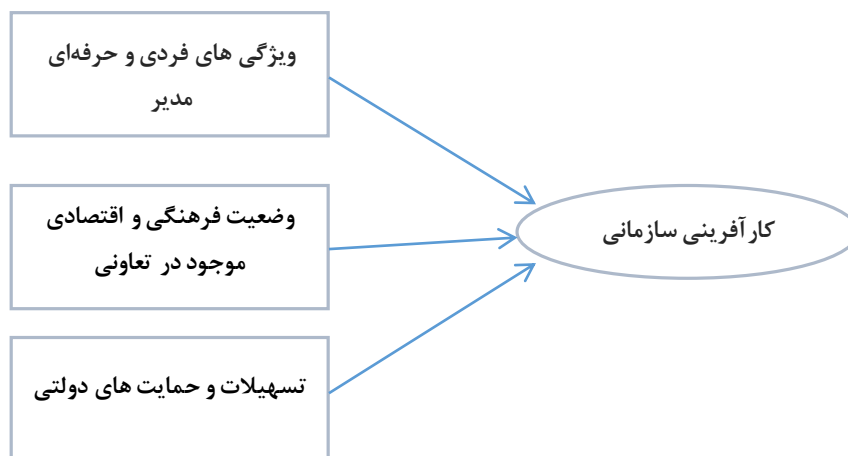 ویژگی های فردی و حرفه‌ای
مدیر
وضعیت فرهنگی و اقتصادی
موجود در تعاونی
کارآفرینی سازمانی
تسهیلات و حمایت های دولتی